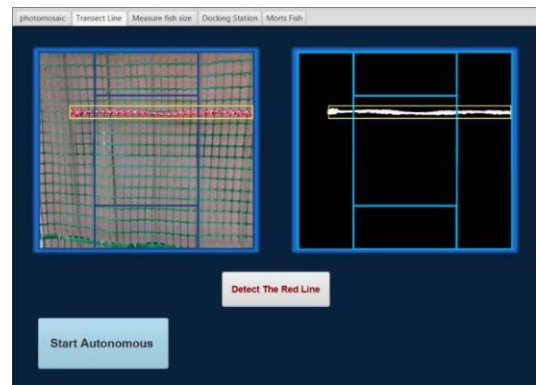 photomosaic
Transect Line
Measure fish size
Docking Station
Morts Fish
Detect The Red Line
Start Autonomous